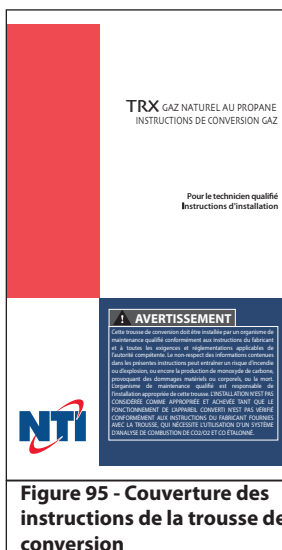 TRX GAZ NATUREL AU PROPANE
INSTRUCTIONS DE CONVERSION GAZ
Pour le technicien qualifié
Instructions d'installation
AVERTISSEMENT
Cette trousse de conversion doit être installée par un organisme de
maintenance qualifié conformément aux instructions du fabricant
et à toutes les exigences et réglementations applicables de
l'autorité compétente. Le non-respect des informations contenues
dans les présentes instructions peut entraîner un risque d'incendie
ou d'explosion, ou encore la production de monoxyde de carbone,
provoquant des dommages matériels ou corporels, ou la mort.
L'organisme de maintenance qualifié est responsable de
l'installation appropriée de cette trousse. L'INSTALLATION N'EST PAS
CONSIDÉRÉE COMME APPROPRIÉE ET ACHEVÉE TANT QUE LE
FONCTIONNEMENT DE L'APPAREIL CONVERTI N'EST PAS VÉRIFIÉ
CONFORMÉMENT AUX INSTRUCTIONS DU FABRICANT FOURNIES
AVEC LA TROUSSE, QUI NÉCESSITE L'UTILISATION D'UN SYSTÈME
D'ANALYSE DE COMBUSTION DE CO2/O2 ET CO ÉTALONNÉ.
NTI
Figure 95 - Couverture des
instructions de la trousse de
conversion